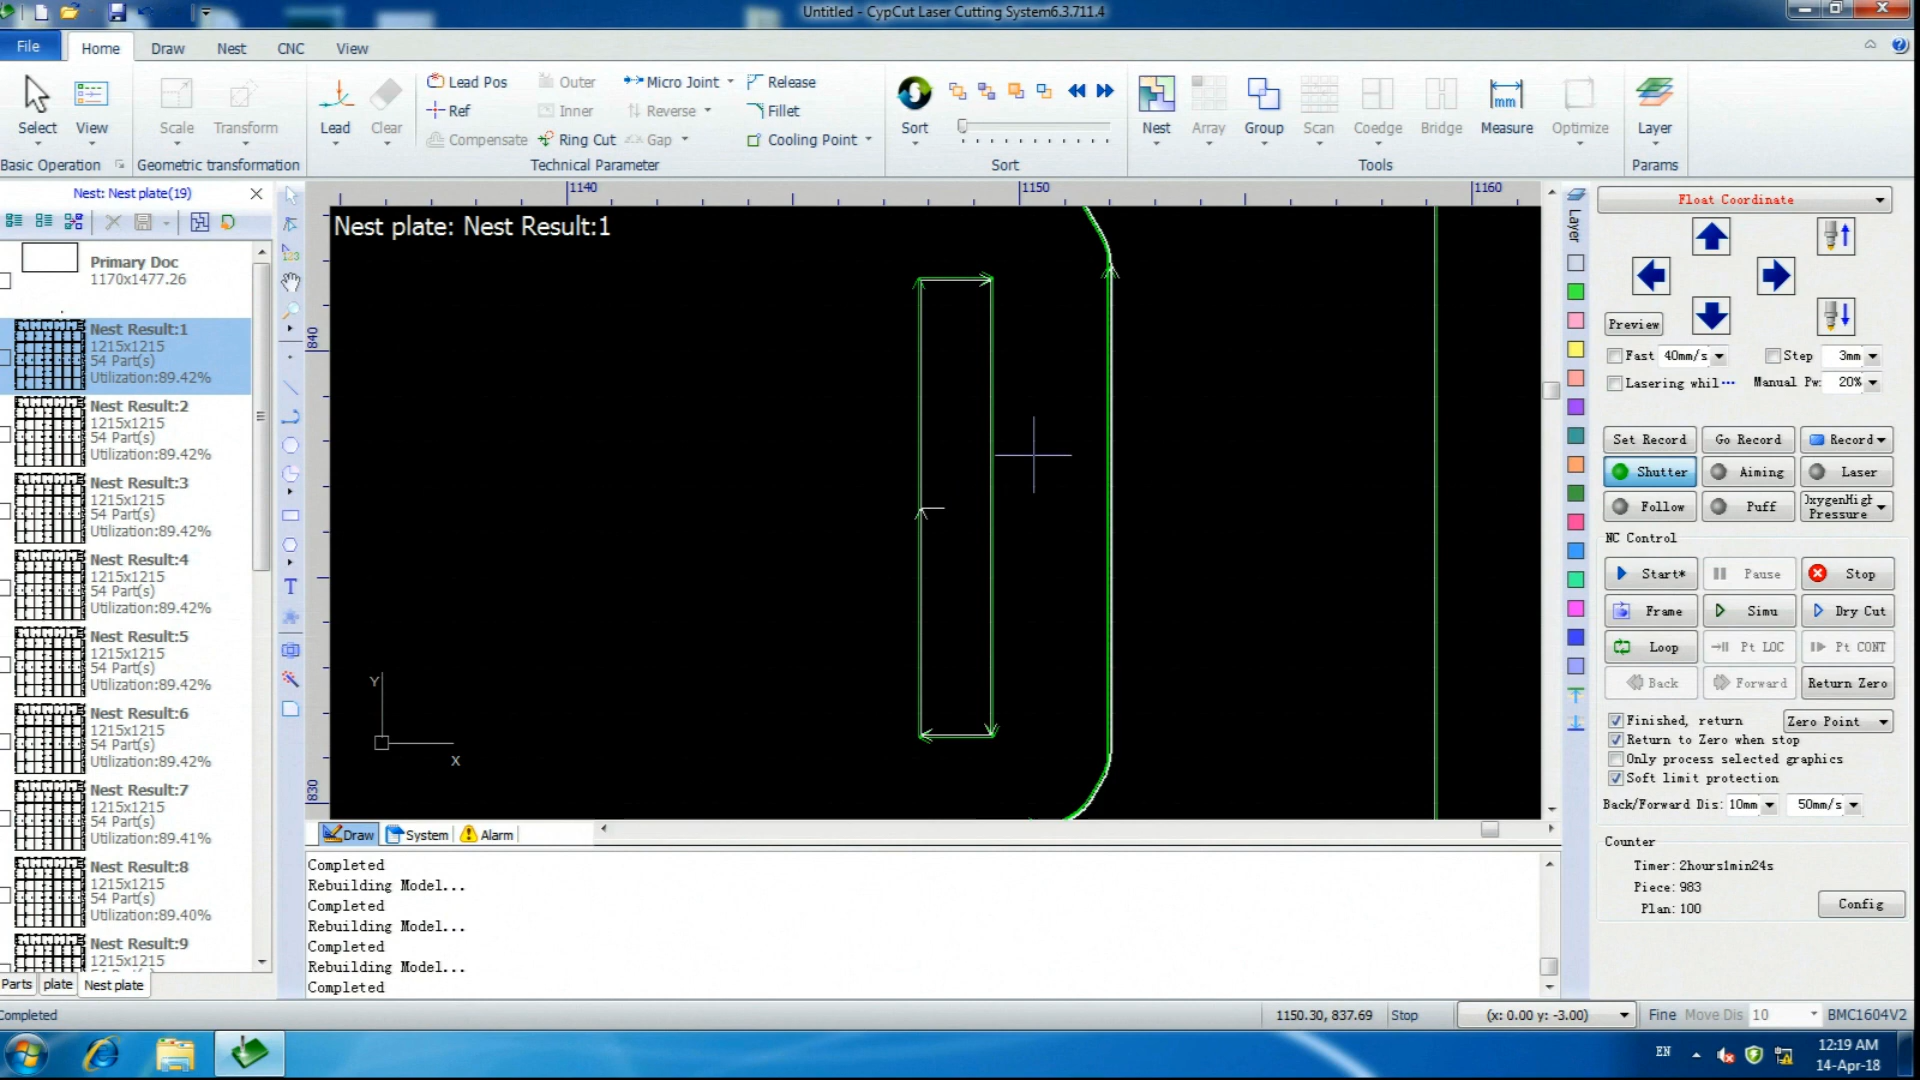 Untitled - CypCut Laser Cutting System6.3.711.4
File Home Draw Nest CNC View
Select View Scale Transform Lead Clear
Lead Pos Outer Micro Joint Release
Ref Inner Reverse Fillet
Compensate Ring Cut Gap Cooling Point
Sort Nest Array Group Scan Coedge Bridge Measure Optimize Layer
mm
Basic Operation Geometric transformation Technical Parameter Sort Tools Params
Nest: Nest plate(19)
Primary Doc
1170x1477.26
Nest Result:1
1215x1215
54 Part(s)
Utilization:89.42%
Nest Result:2
1215x1215
54 Part(s)
Utilization:89.42%
Nest Result:3
1215x1215
54 Part(s)
Utilization:89.42%
Nest Result:4
1215x1215
54 Part(s)
Utilization:89.42%
Nest Result:5
1215x1215
54 Part(s)
Utilization:89.42%
Nest Result:6
1215x1215
54 Part(s)
Utilization:89.42%
Nest Result:7
1215x1215
54 Part(s)
Utilization:89.41%
Nest Result:8
1215x1215
54 Part(s)
Utilization:89.40%
Nest Result:9
1215x1215
Parts plate Nest plate
123
T
1140 1150 1160
840
830
Nest plate: Nest Result:1
Y
X
Draw System Alarm
Completed
Rebuilding Model...
Completed
Rebuilding Model...
Completed
Rebuilding Model...
Completed
Layer
Float Coordinate
Preview
Fast 40mm/s Step 3mm
Lasering whil... Manual Pw: 20%
Set Record Go Record Record
Shutter Aiming Laser
Follow Puff OxygenHigh Pressure
NC Control
Start* Pause Stop
Frame Simu Dry Cut
Loop Pt LOC Pt CONT
Back Forward Return Zero
Finished, return Zero Point
Return to Zero when stop
Only process selected graphics
Soft limit protection
Back/Forward Dis: 10mm 50mm/s
Counter
Timer: 2hours1min24s
Piece: 983
Plan: 100
Config
Completed 1150.30, 837.69 Stop (x: 0.00 y: -3.00) Fine Move Dis 10 BMC1604V2
EN 12:19 AM
14-Apr-18